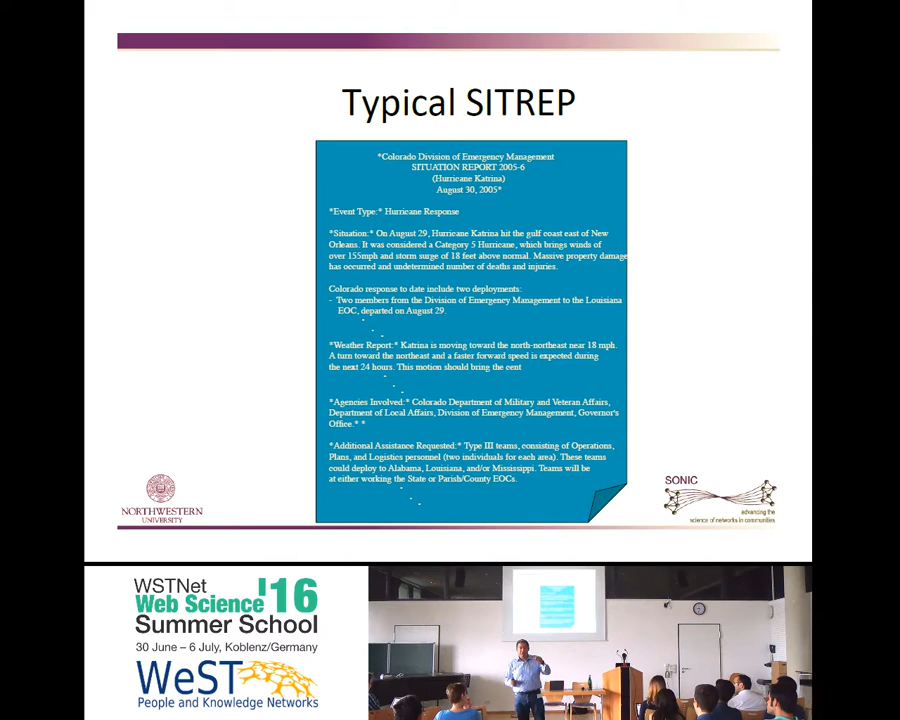 Typical SITREP
*Colorado Division of Emergency Management
SITUATION REPORT 2005-6
(Hurricane Katrina)
August 30, 2005*
*Event Type:* Hurricane Response
*Situation:* On August 29, Hurricane Katrina hit the gulf coast east of New
Orleans. It was considered a Category 5 Hurricane, which brings winds of
over 155mph and storm surge of 18 feet above normal. Massive property damage
has occurred and undetermined number of deaths and injuries.
Colorado response to date include two deployments:
- Two members from the Division of Emergency Management to the Louisiana
EOC, departed on August 29.
*Weather Report:* Katrina is moving toward the north-northeast near 18 mph.
A turn toward the northeast and a faster forward speed is expected during
the next 24 hours. This motion should bring the cent
*Agencies Involved:* Colorado Department of Military and Veteran Affairs,
Department of Local Affairs, Division of Emergency Management, Governor's
Office.* *
*Additional Assistance Requested:* Type III teams, consisting of Operations,
Plans, and Logistics personnel (two individuals for each area). These teams
could deploy to Alabama, Louisiana, and/or Mississippi. Teams will be
at either working the State or Parish/County EOCs.
NORTHWESTERN
UNIVERSITY
SONIC
advancing the
science of networks in communities
WSTNet
Web Science '16
Summer School
30 June – 6 July, Koblenz/Germany
WeST
People and Knowledge Networks